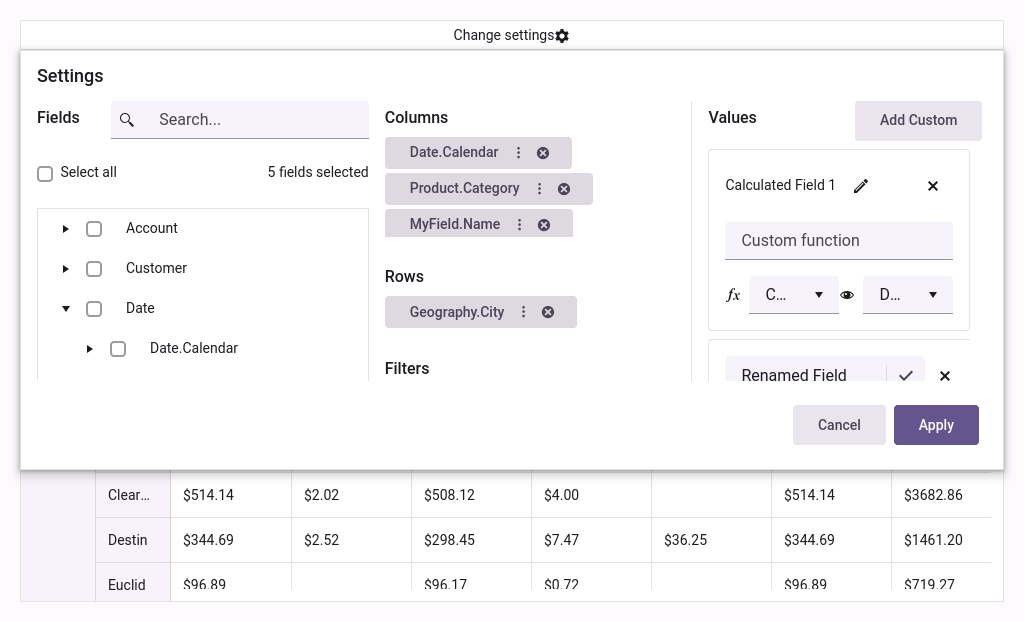 Change settings
Settings
Fields
Search...
Select all
5 fields selected
Account
Customer
Date
Date.Calendar
Columns
Date.Calendar
Product.Category
MyField.Name
Rows
Geography.City
Filters
Values
Add Custom
Calculated Field 1
Custom function
fx
C...
D...
Renamed Field
Cancel
Apply
Clear... $514.14 $2.02 $508.12 $4.00 $514.14 $3682.86
Destin $344.69 $2.52 $298.45 $7.47 $36.25 $344.69 $1461.20
Euclid $96.89 $96.17 $0.72 $96.89 $719.27